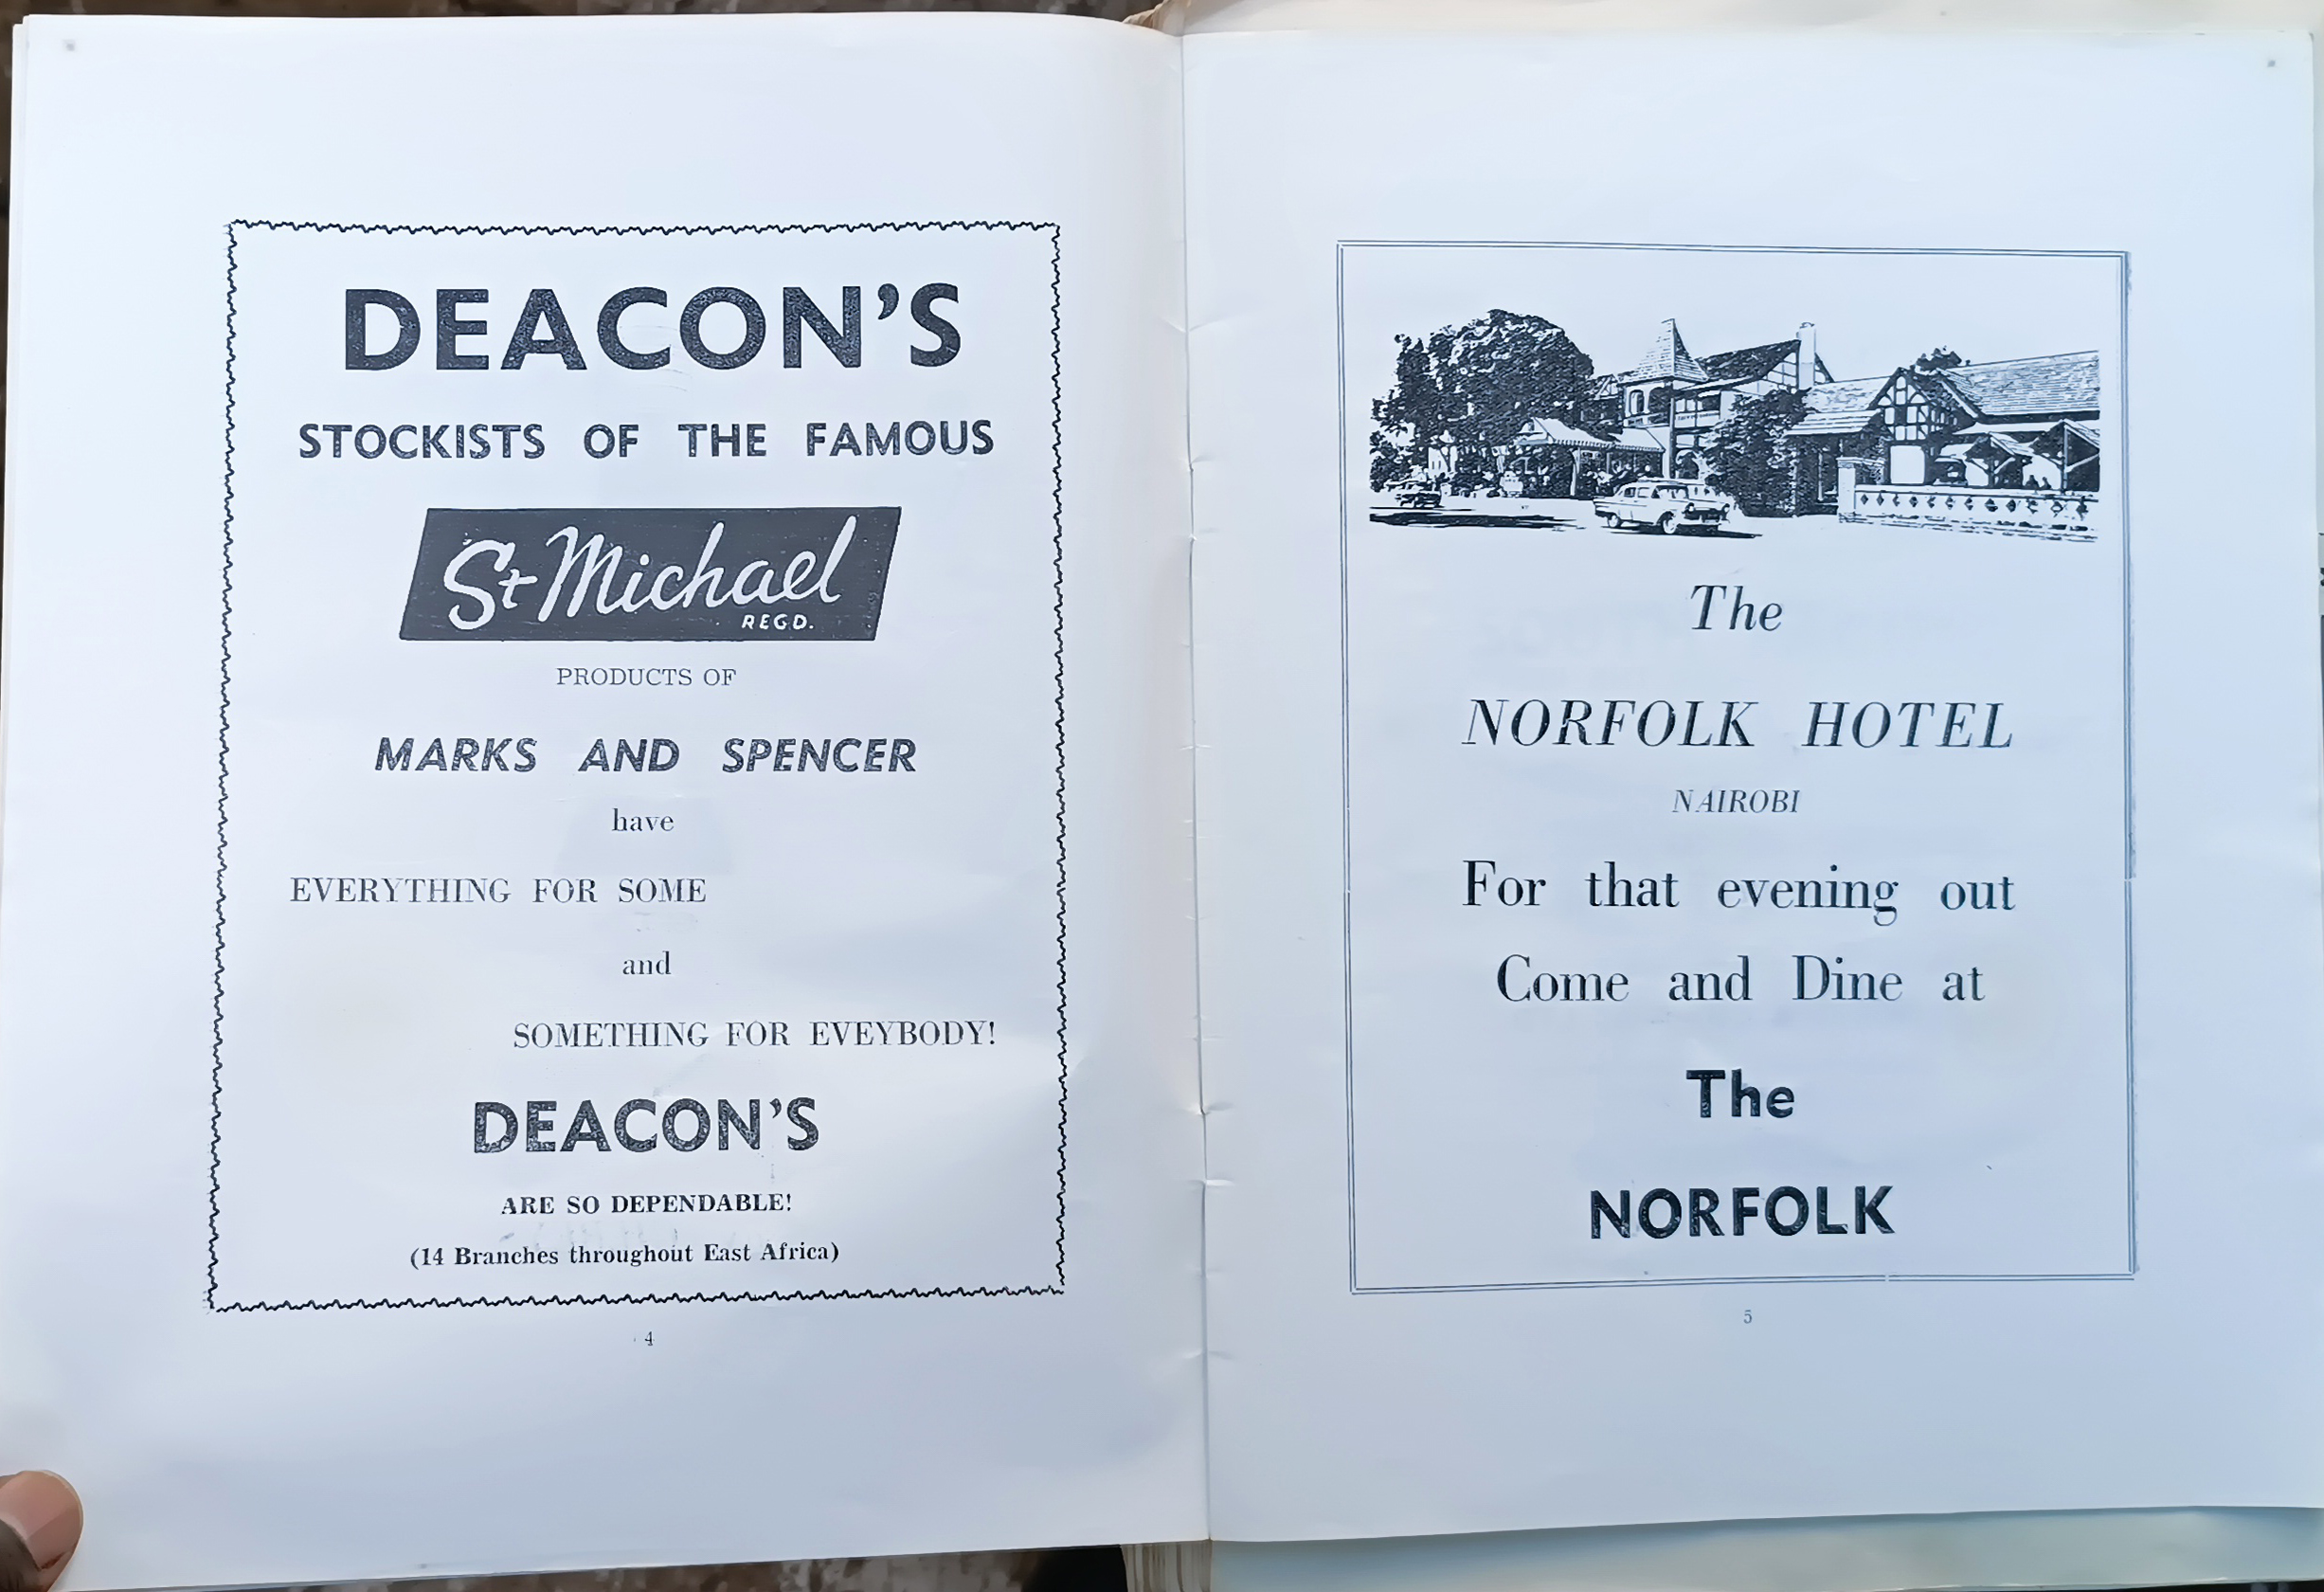 DEACON'S
STOCKISTS OF THE FAMOUS
St Michael
REGD.
PRODUCTS OF
MARKS AND SPENCER
have
EVERYTHING FOR SOME
and
SOMETHING FOR EVEYBODY!
DEACON'S
ARE SO DEPENDABLE!
(14 Branches throughout East Africa)
4
The
NORFOLK HOTEL
NAIROBI
For that evening out
Come and Dine at
The
NORFOLK
5